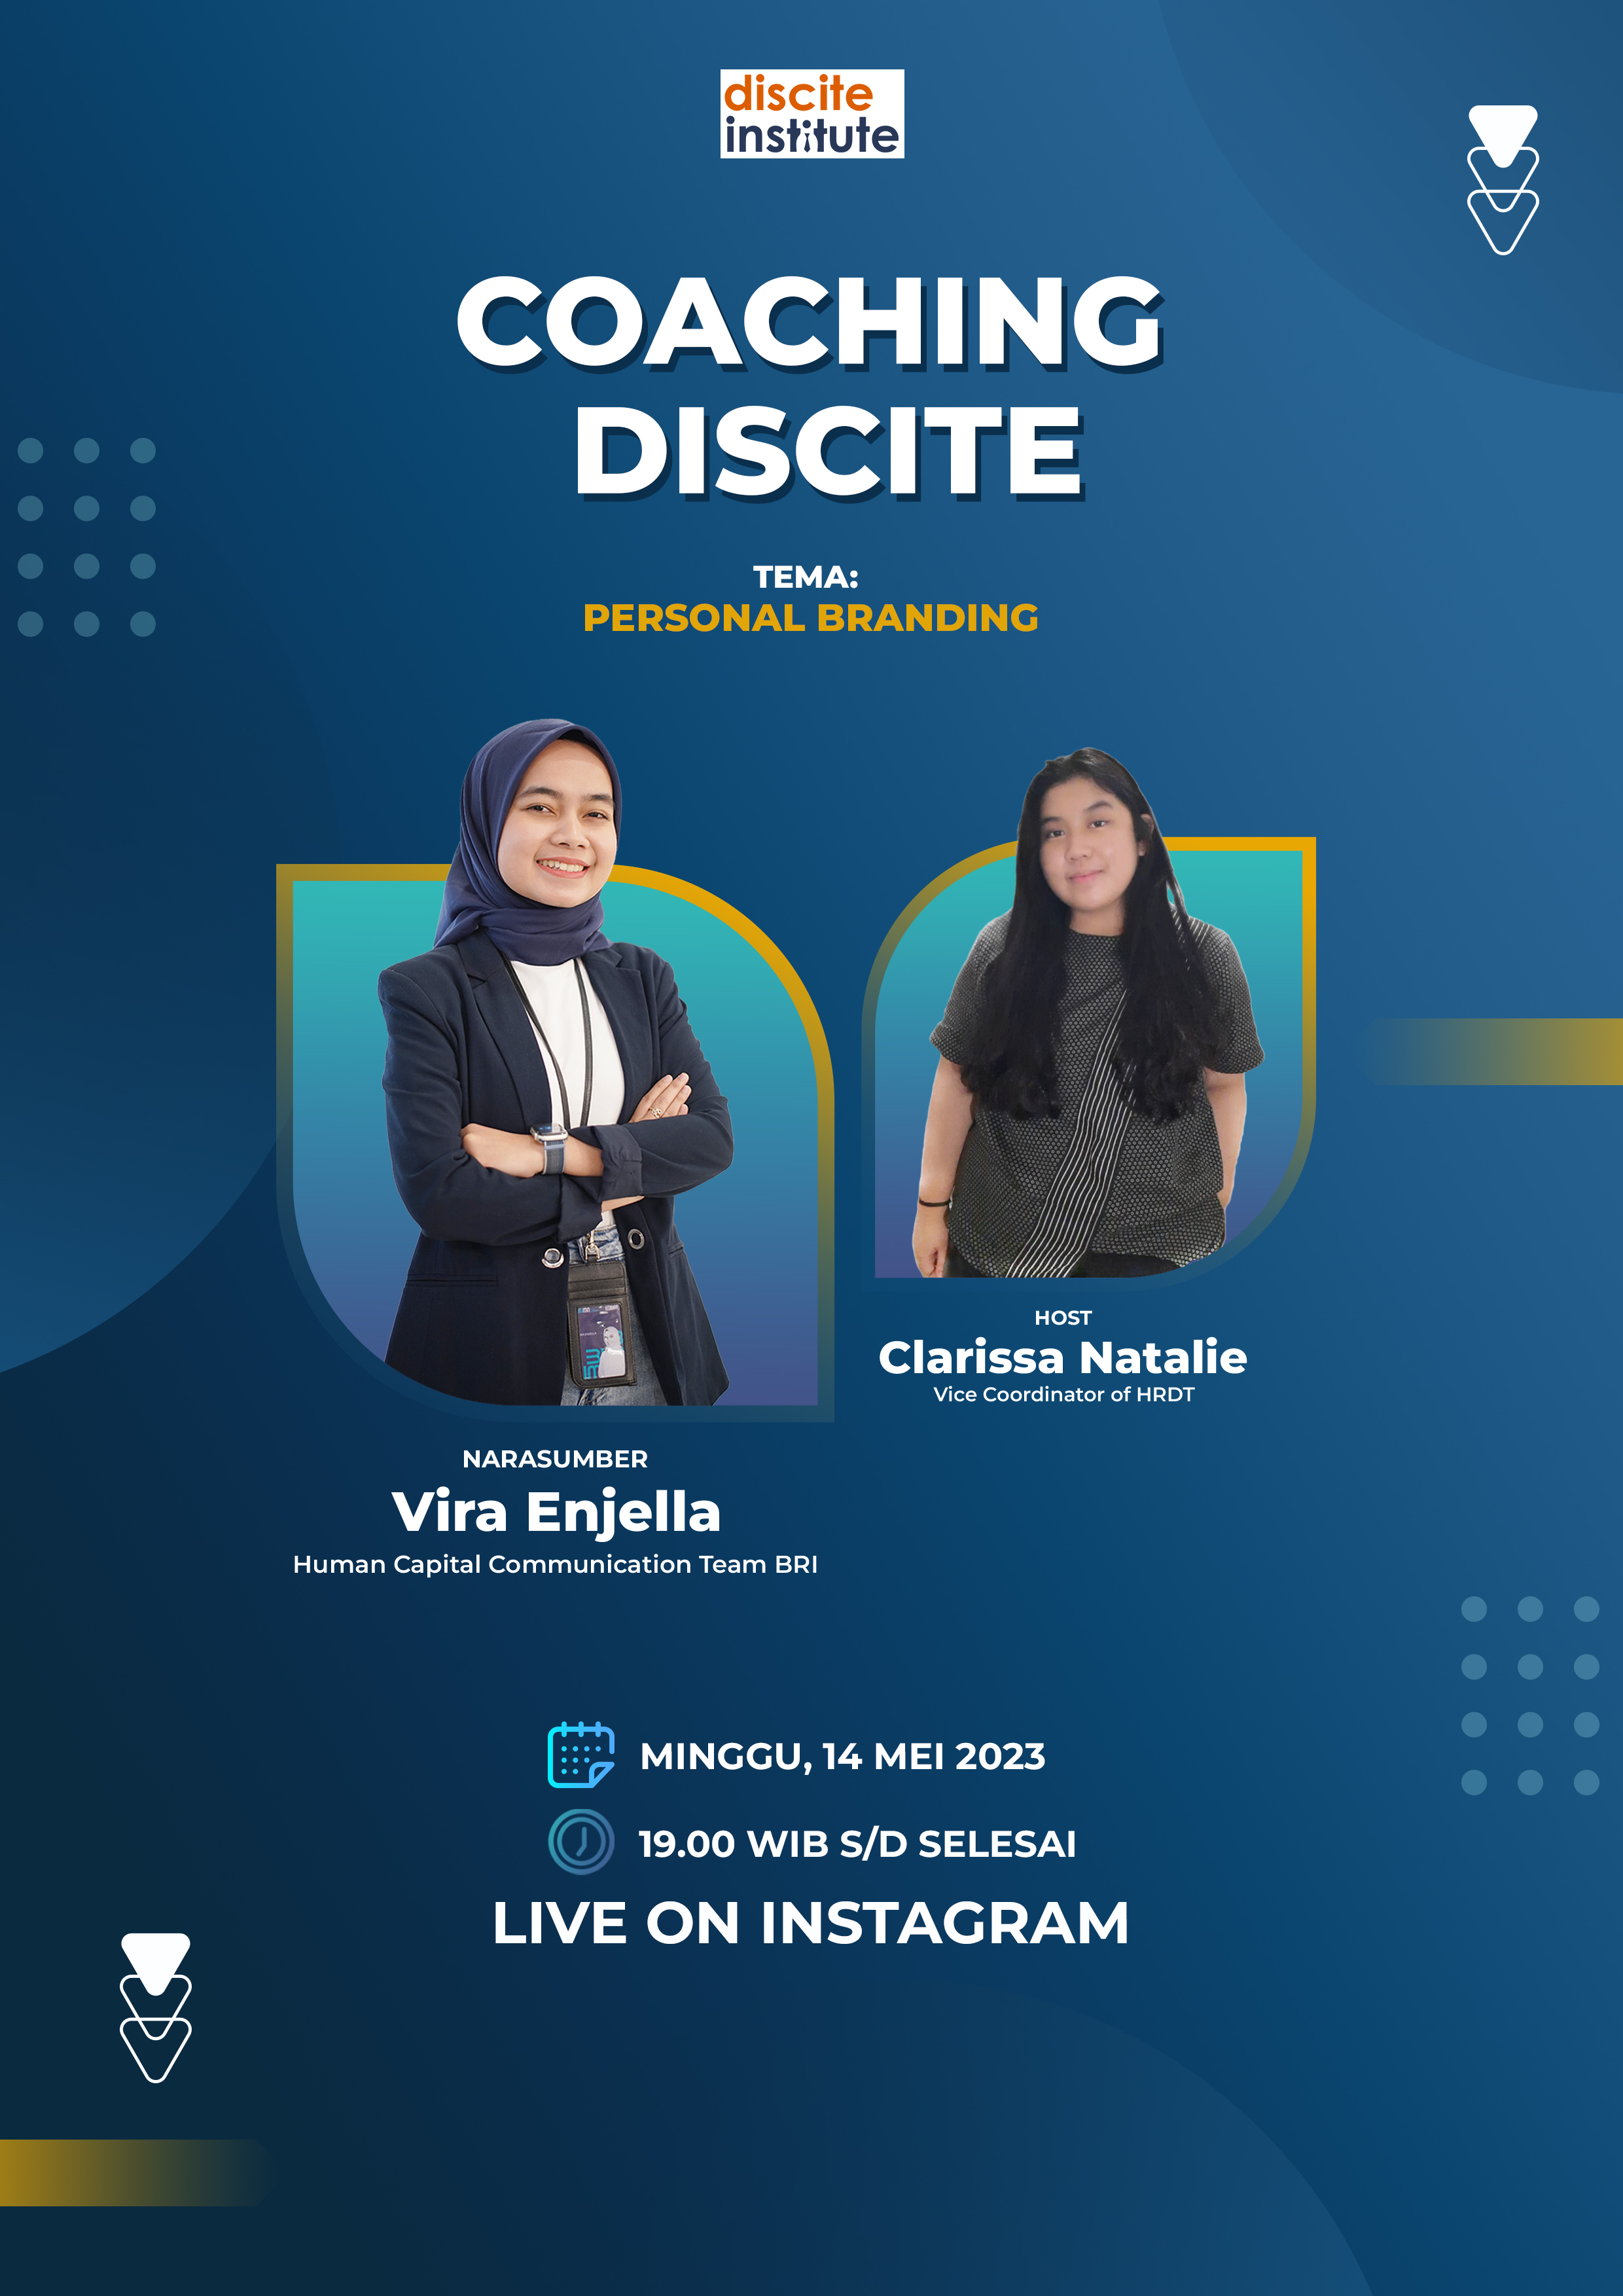 discite
institute
COACHING
DISCITE
TEMA:
PERSONAL BRANDING
HOST
Clarissa Natalie
Vice Coordinator of HRDT
NARASUMBER
Vira Enjella
Human Capital Communication Team BRI
MINGGU, 14 MEI 2023
19.00 WIB S/D SELESAI
LIVE ON INSTAGRAM